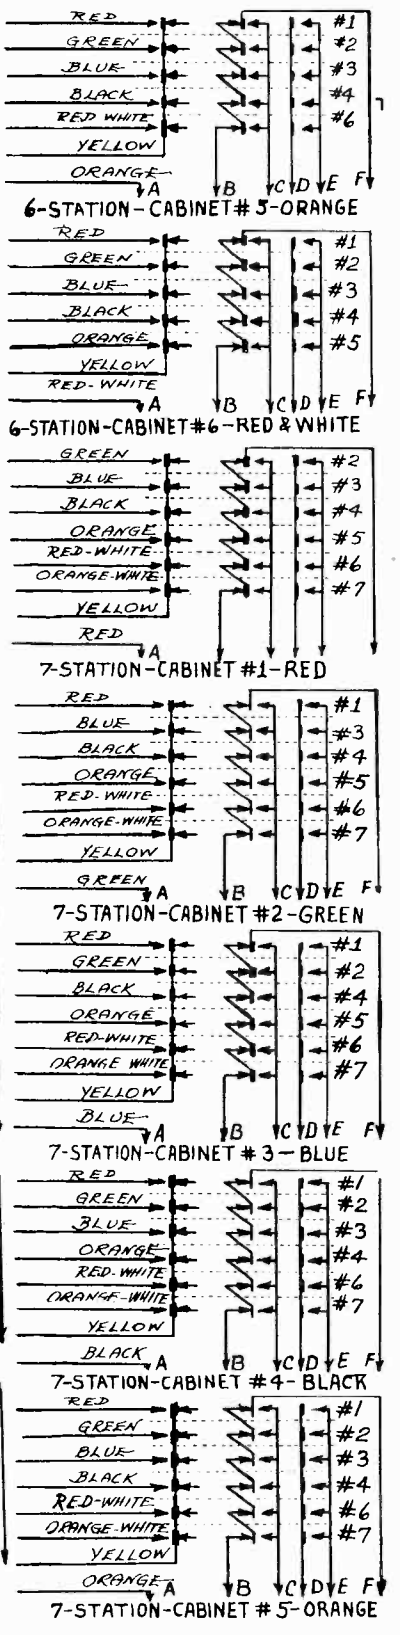 RED #1
GREEN #2
BLUE #3
BLACK #4
RED WHITE #6
YELLOW
ORANGE A B C D E F
6-STATION-CABINET #5-ORANGE
RED #1
GREEN #2
BLUE #3
BLACK #4
ORANGE #5
YELLOW
RED-WHITE A B C D E F
6-STATION-CABINET #6-RED & WHITE
GREEN #2
BLUE #3
BLACK #4
ORANGE #5
RED-WHITE #6
ORANGE-WHITE #7
YELLOW
RED A
7-STATION-CABINET #1-RED
RED #1
BLUE #3
BLACK #4
ORANGE #5
RED-WHITE #6
ORANGE-WHITE #7
YELLOW
GREEN A B C D E F
7-STATION-CABINET #2-GREEN
RED #1
GREEN #2
BLACK #4
ORANGE #5
RED-WHITE #6
ORANGE WHITE #7
YELLOW
BLUE A B C D E F
7-STATION-CABINET #3-BLUE
RED #1
GREEN #2
BLUE #3
ORANGE #4
RED-WHITE #6
ORANGE-WHITE #7
YELLOW
BLACK A B C D E F
7-STATION-CABINET #4-BLACK
RED #1
GREEN #2
BLUE #3
BLACK #4
RED-WHITE #6
ORANGE-WHITE #7
YELLOW
ORANGE A B C D E F
7-STATION-CABINET #5-ORANGE